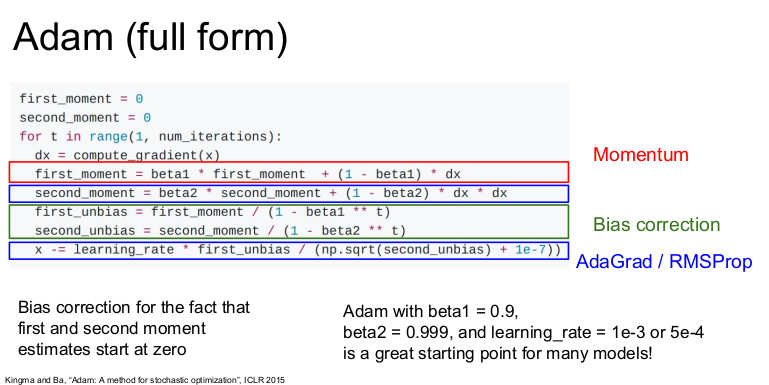 Adam (full form)
first_moment = 0
second_moment = 0
for t in range(1, num_iterations):
  dx = compute_gradient(x)
  first_moment = beta1 * first_moment  + (1 - beta1) * dx
  second_moment = beta2 * second_moment + (1 - beta2) * dx * dx
  first_unbias = first_moment / (1 - beta1 ** t)
  second_unbias = second_moment / (1 - beta2 ** t)
  x -= learning_rate * first_unbias / (np.sqrt(second_unbias) + 1e-7))
Momentum
Bias correction
AdaGrad / RMSProp
Bias correction for the fact that
first and second moment
estimates start at zero
Adam with beta1 = 0.9,
beta2 = 0.999, and learning_rate = 1e-3 or 5e-4
is a great starting point for many models!
Kingma and Ba, “Adam: A method for stochastic optimization”, ICLR 2015